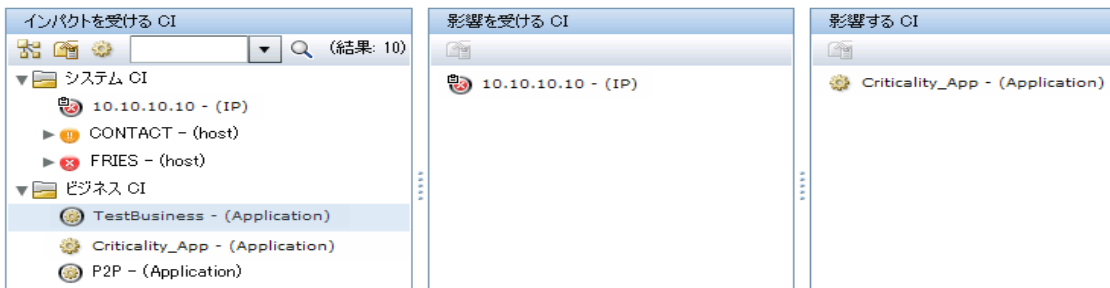 インパクトを受ける CI
(結果: 10)
システム CI
10.10.10.10 - (IP)
CONTACT - (host)
FRIES - (host)
ビジネス CI
TestBusiness - (Application)
Criticality_App - (Application)
P2P - (Application)
影響を受ける CI
10.10.10.10 - (IP)
影響する CI
Criticality_App - (Application)